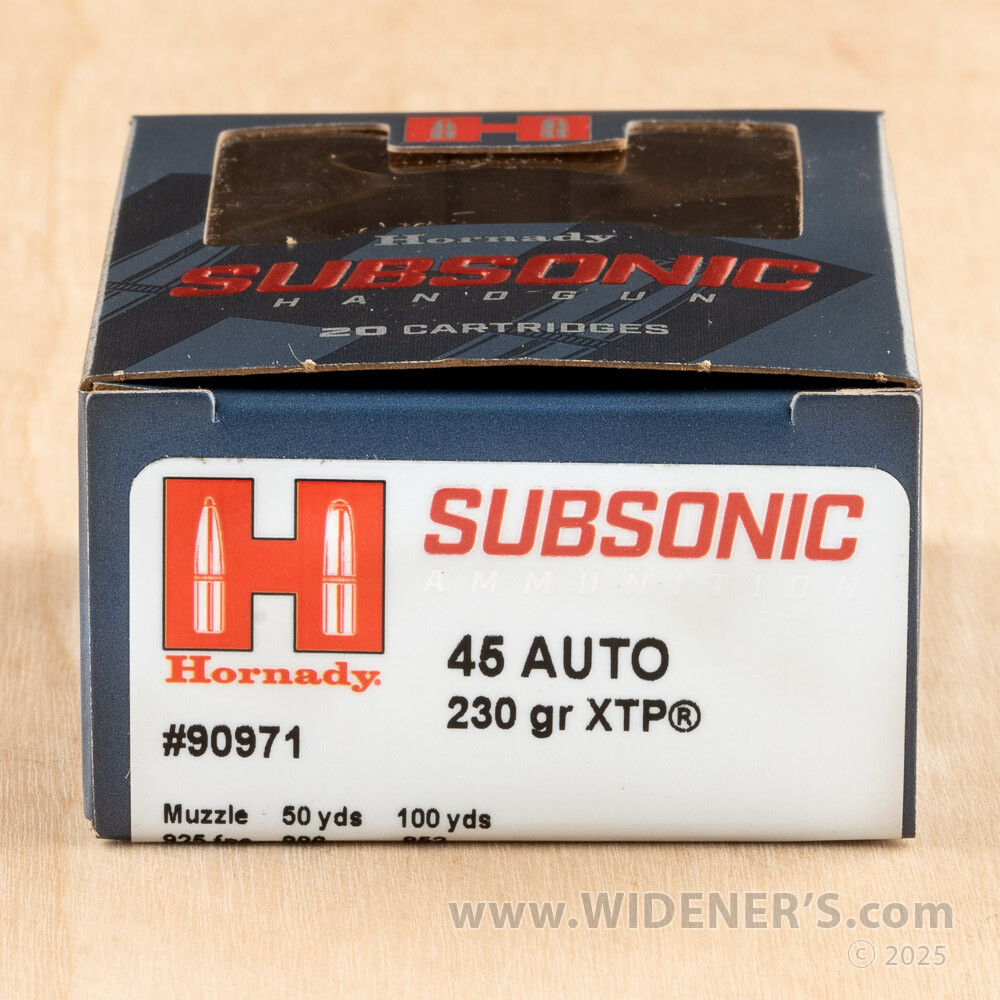 Hornady
SUBSONIC
HANDGUN
20 CARTRIDGES
SUBSONIC
AMMUNITION
Hornady®
45 AUTO
230 gr XTP®
#90971
Muzzle 50 yds 100 yds
www.WIDENER'S.com
© 2025